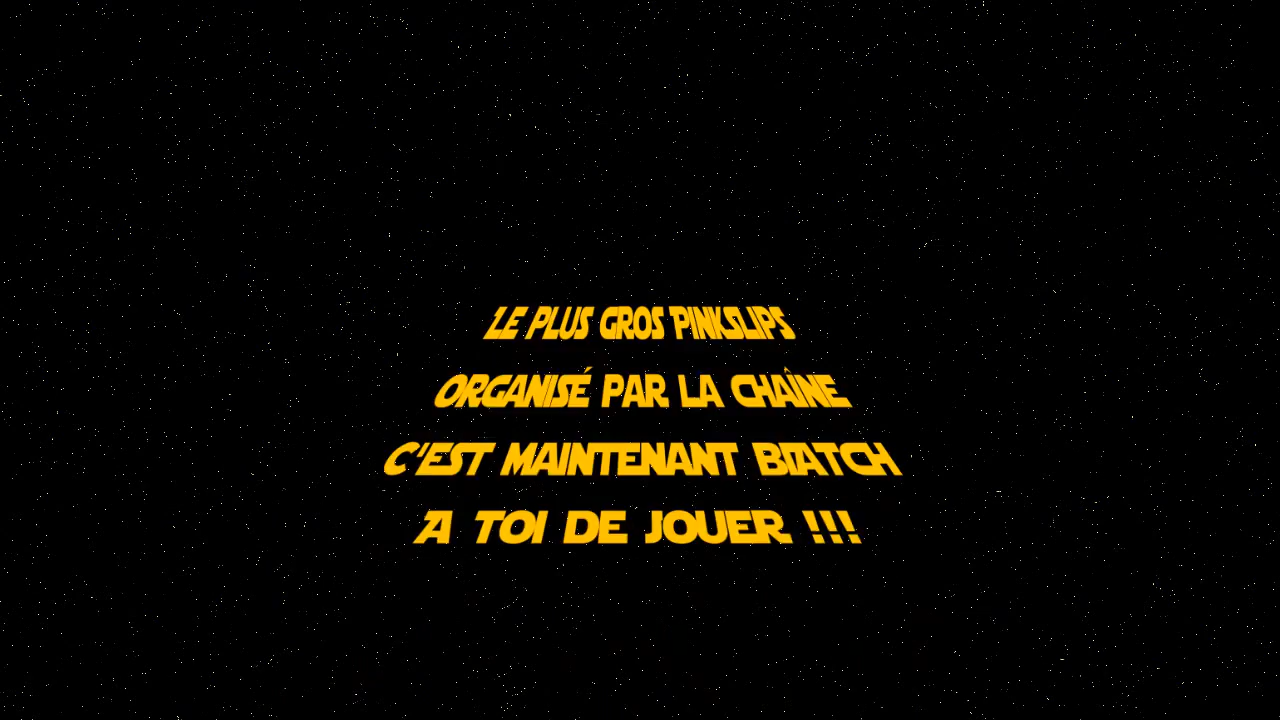 LE PLUS GROS PINKSLIPS
ORGANISÉ PAR LA CHAÎNE
C'EST MAINTENANT BIATCH
A TOI DE JOUER !!!